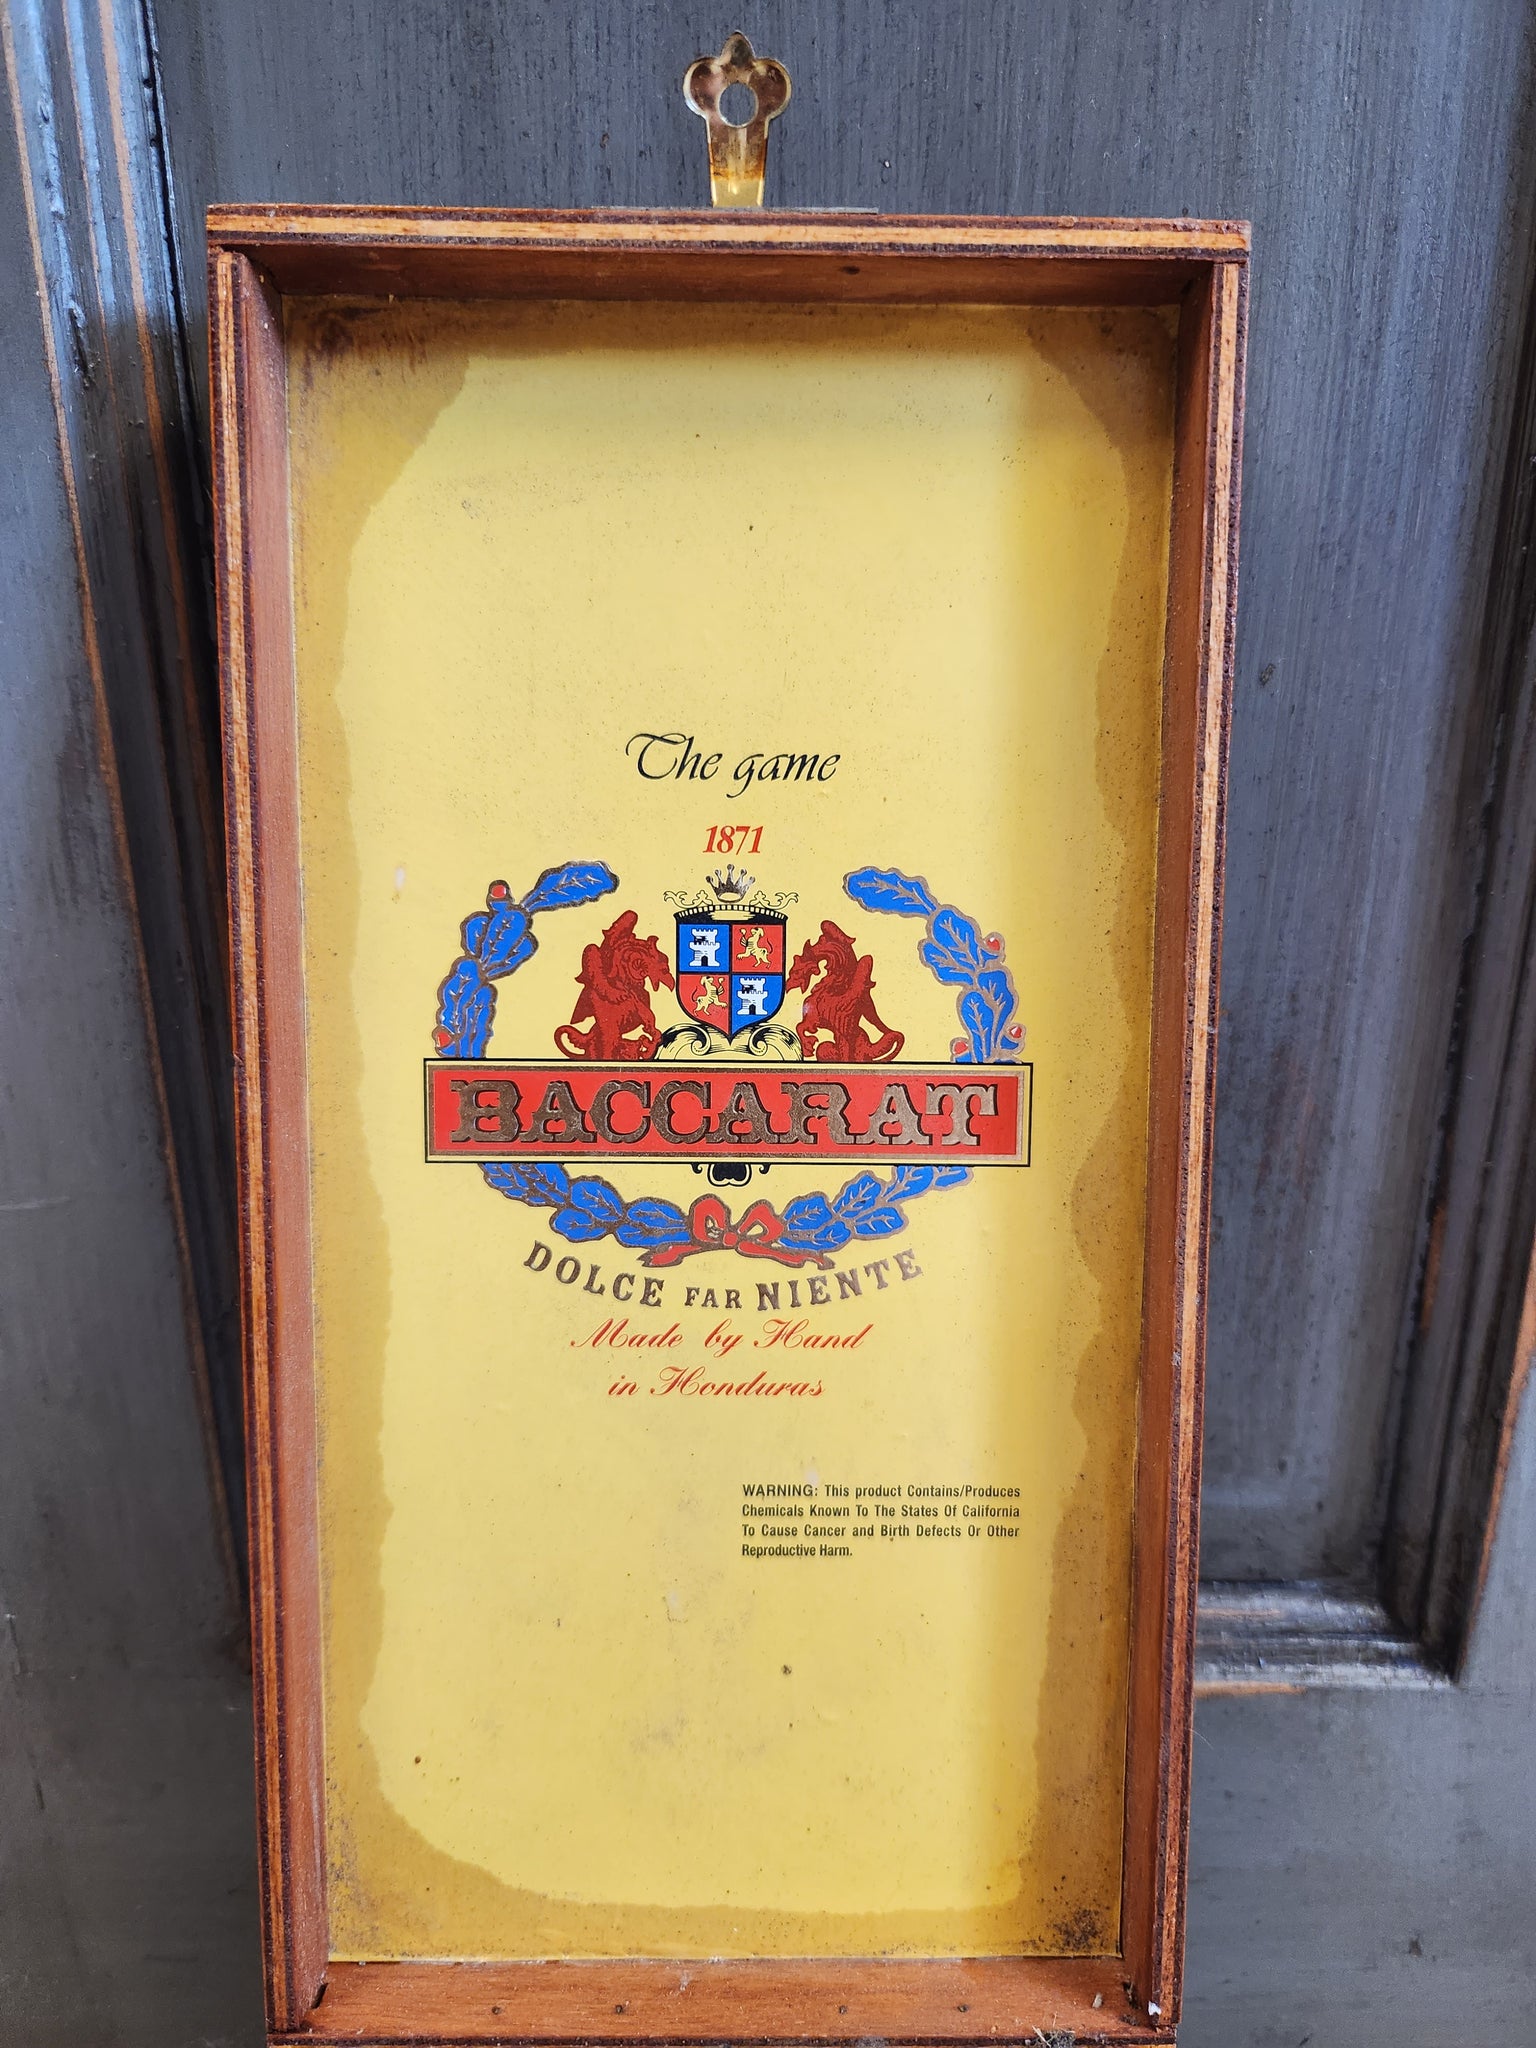 The game
1871
BACCARAT
DOLCE FAR NIENTE
Made by Hand
in Honduras
WARNING: This product Contains/Produces
Chemicals Known To The States Of California
To Cause Cancer and Birth Defects Or Other
Reproductive Harm.